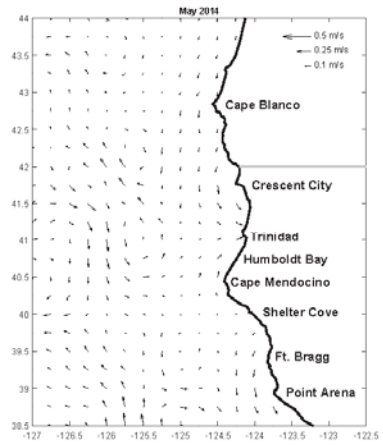 May 2014
44
0.5 m/s
0.25 m/s
43.5
0.1 m/s
43
Cape Blanco
42.5
42
Crescent City
41.5
Trinidad
41
Humboldt Bay
40.5
Cape Mendocino
Shelter Cove
40
39.5
Ft. Bragg
39
Point Arena
38.5
-127 -126.5 -126 -125.5 -125 -124.5 -124 -123.5 -123 -122.5